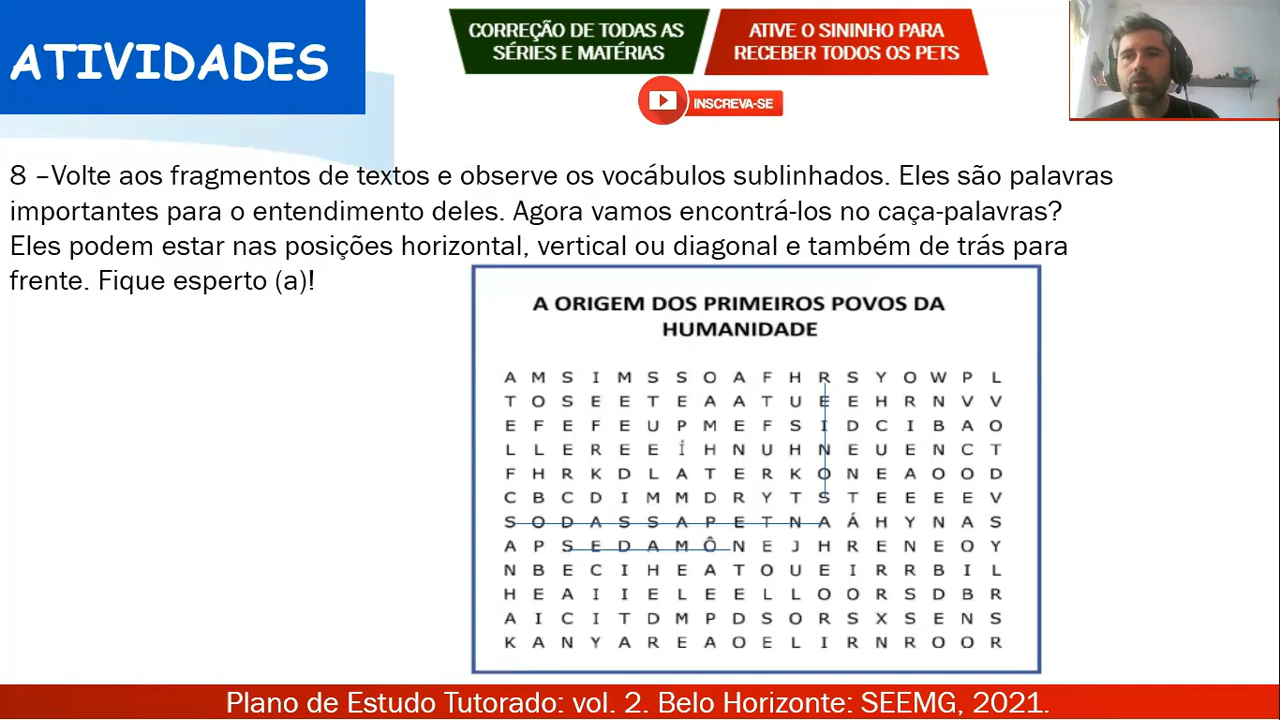 ATIVIDADES
CORREÇÃO DE TODAS AS
SÉRIES E MATÉRIAS
ATIVE O SININHO PARA
RECEBER TODOS OS PETS
INSCREVA-SE
8 –Volte aos fragmentos de textos e observe os vocábulos sublinhados. Eles são palavras
importantes para o entendimento deles. Agora vamos encontrá-los no caça-palavras?
Eles podem estar nas posições horizontal, vertical ou diagonal e também de trás para
frente. Fique esperto (a)!
A ORIGEM DOS PRIMEIROS POVOS DA
HUMANIDADE
A M S I M S S O A F H R S Y O W P L
T O S E E T E A A T U E E H R N V V
E F E F E U P M E F S I D C I B A O
L L E R E E Í H N U H N E U E N C T
F H R K D L A T E R K O N E A O O D
C B C D I M M D R Y T S T E E E E V
S O D A S S A P E T N A Á H Y N A S
A P S E D A M Ô N E J H R E N E O Y
N B E C I H E A T O U E I R R B I L
H E A I I E L E E L L O O R S D B R
A I C I T D M P D S O R S X S E N S
K A N Y A R E A O E L I R N R O O R
Plano de Estudo Tutorado: vol. 2. Belo Horizonte: SEEMG, 2021.